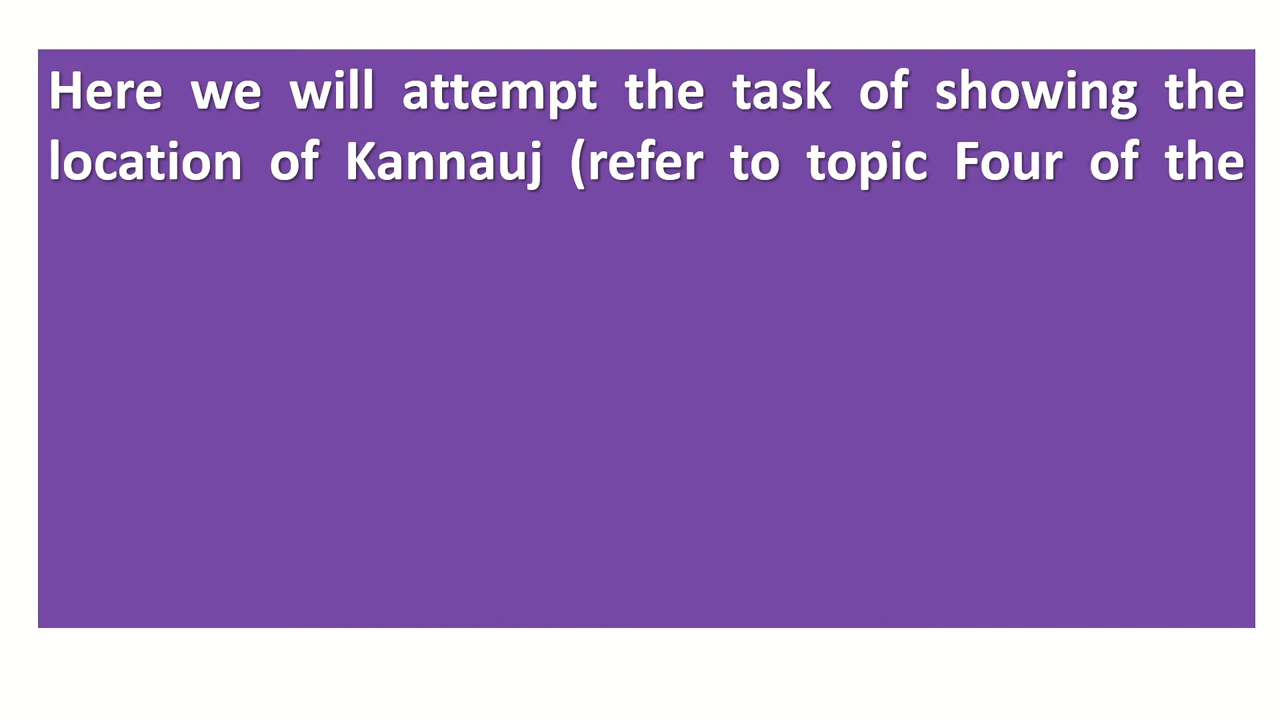 Here we will attempt the task of showing the
location of Kannauj (refer to topic Four of the